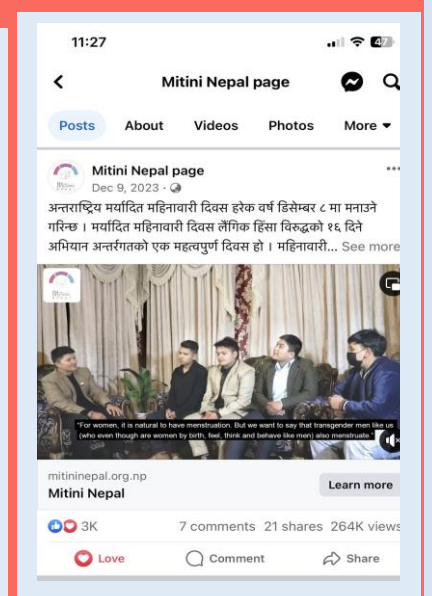 11:27
47
Mitini Nepal page
Posts About Videos Photos More
Mitini Nepal page
Dec 9, 2023 ·
अन्तराष्ट्रिय मर्यादित महिनावारी दिवस हरेक वर्ष डिसेम्बर ८ मा मनाउने
गरिन्छ । मर्यादित महिनावारी दिवस लैंगिक हिंसा विरुद्धको १६ दिने
अभियान अन्तर्रगतको एक महत्वपुर्ण दिवस हो । महिनावारी... See more
"For women, it is natural to have menstruation. But we want to say that transgender men like us
(who even though are women by birth, feel, think and behave like men) also menstruate."
mitininepal.org.np
Mitini Nepal
Learn more
3K 7 comments 21 shares 264K views
Love Comment Share